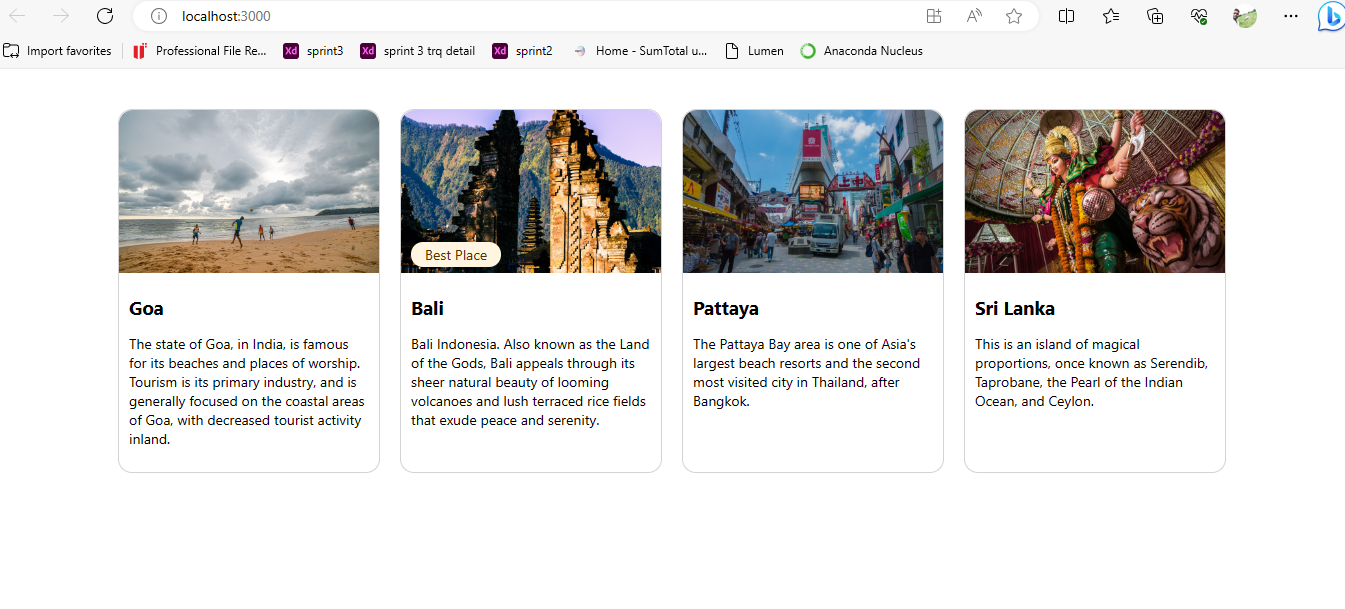 localhost:3000
Import favorites
Professional File Re...
Xd
sprint3
Xd
sprint 3 trq detail
Xd
sprint2
Home - SumTotal u...
Lumen
Anaconda Nucleus
Best Place
Goa
The state of Goa, in India, is famous
for its beaches and places of worship.
Tourism is its primary industry, and is
generally focused on the coastal areas
of Goa, with decreased tourist activity
inland.
Bali
Bali Indonesia. Also known as the Land
of the Gods, Bali appeals through its
sheer natural beauty of looming
volcanoes and lush terraced rice fields
that exude peace and serenity.
Pattaya
The Pattaya Bay area is one of Asia's
largest beach resorts and the second
most visited city in Thailand, after
Bangkok.
Sri Lanka
This is an island of magical
proportions, once known as Serendib,
Taprobane, the Pearl of the Indian
Ocean, and Ceylon.